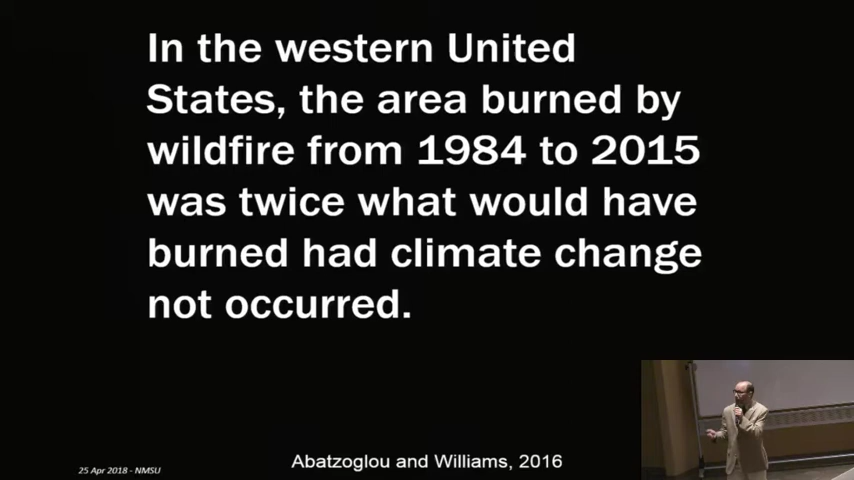 In the western United
States, the area burned by
wildfire from 1984 to 2015
was twice what would have
burned had climate change
not occurred.
Abatzoglou and Williams, 2016
25 Apr 2018 - NMSU